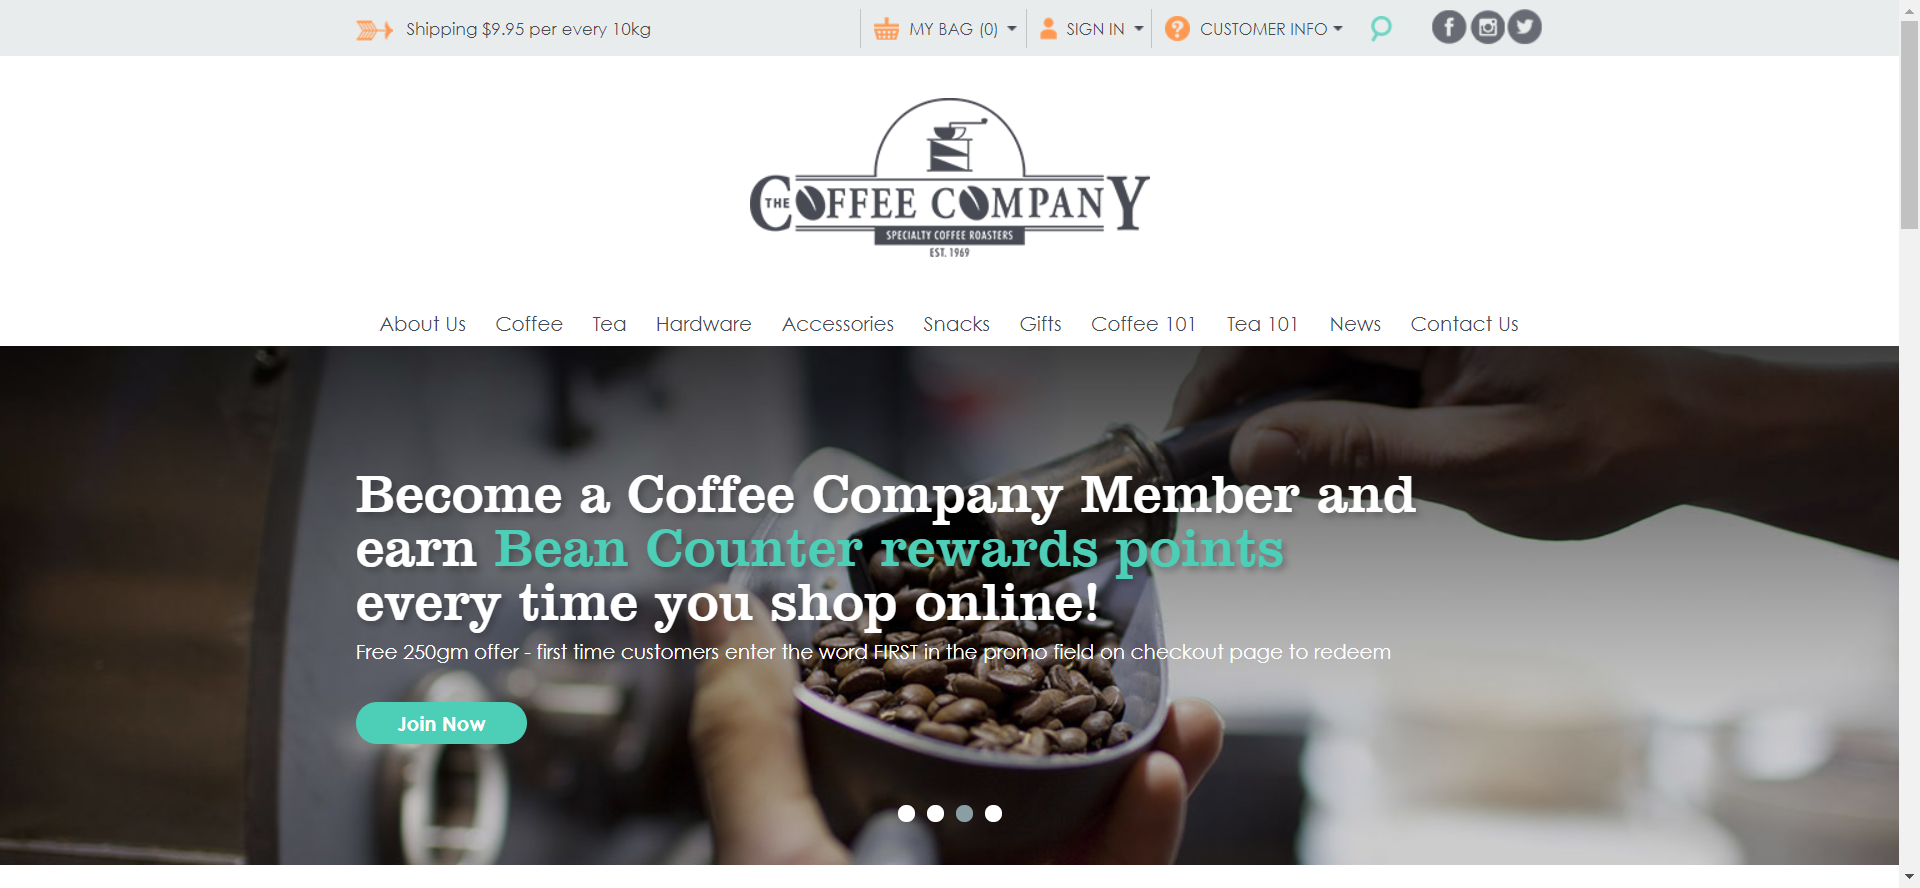 Shipping $9.95 per every 10kg
MY BAG (0)
SIGN IN
CUSTOMER INFO
THE COFFEE COMPANY
SPECIALTY COFFEE ROASTERS
EST. 1969
About Us
Coffee
Tea
Hardware
Accessories
Snacks
Gifts
Coffee 101
Tea 101
News
Contact Us
Become a Coffee Company Member and
earn Bean Counter rewards points
every time you shop online!
Free 250gm offer - first time customers enter the word FIRST in the promo field on checkout page to redeem
Join Now